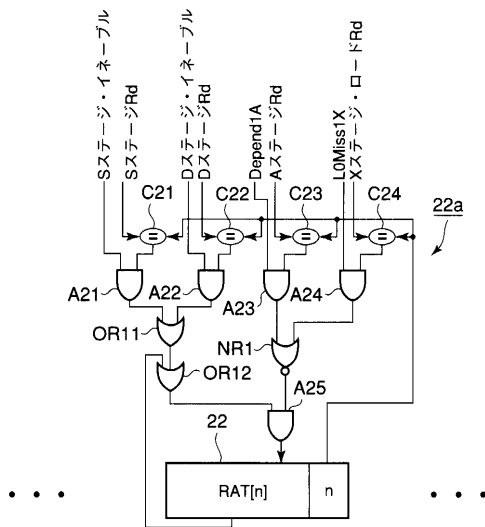 Sステージ・イネーブル
SステージRd
Dステージ・イネーブル
DステージRd
Depend1A
AステージRd
L0Miss1X
Xステージ・ロードRd
C21
C22
C23
C24
=
=
=
=
22a
A21
A22
A23
A24
OR11
NR1
OR12
A25
22
RAT[n]
n